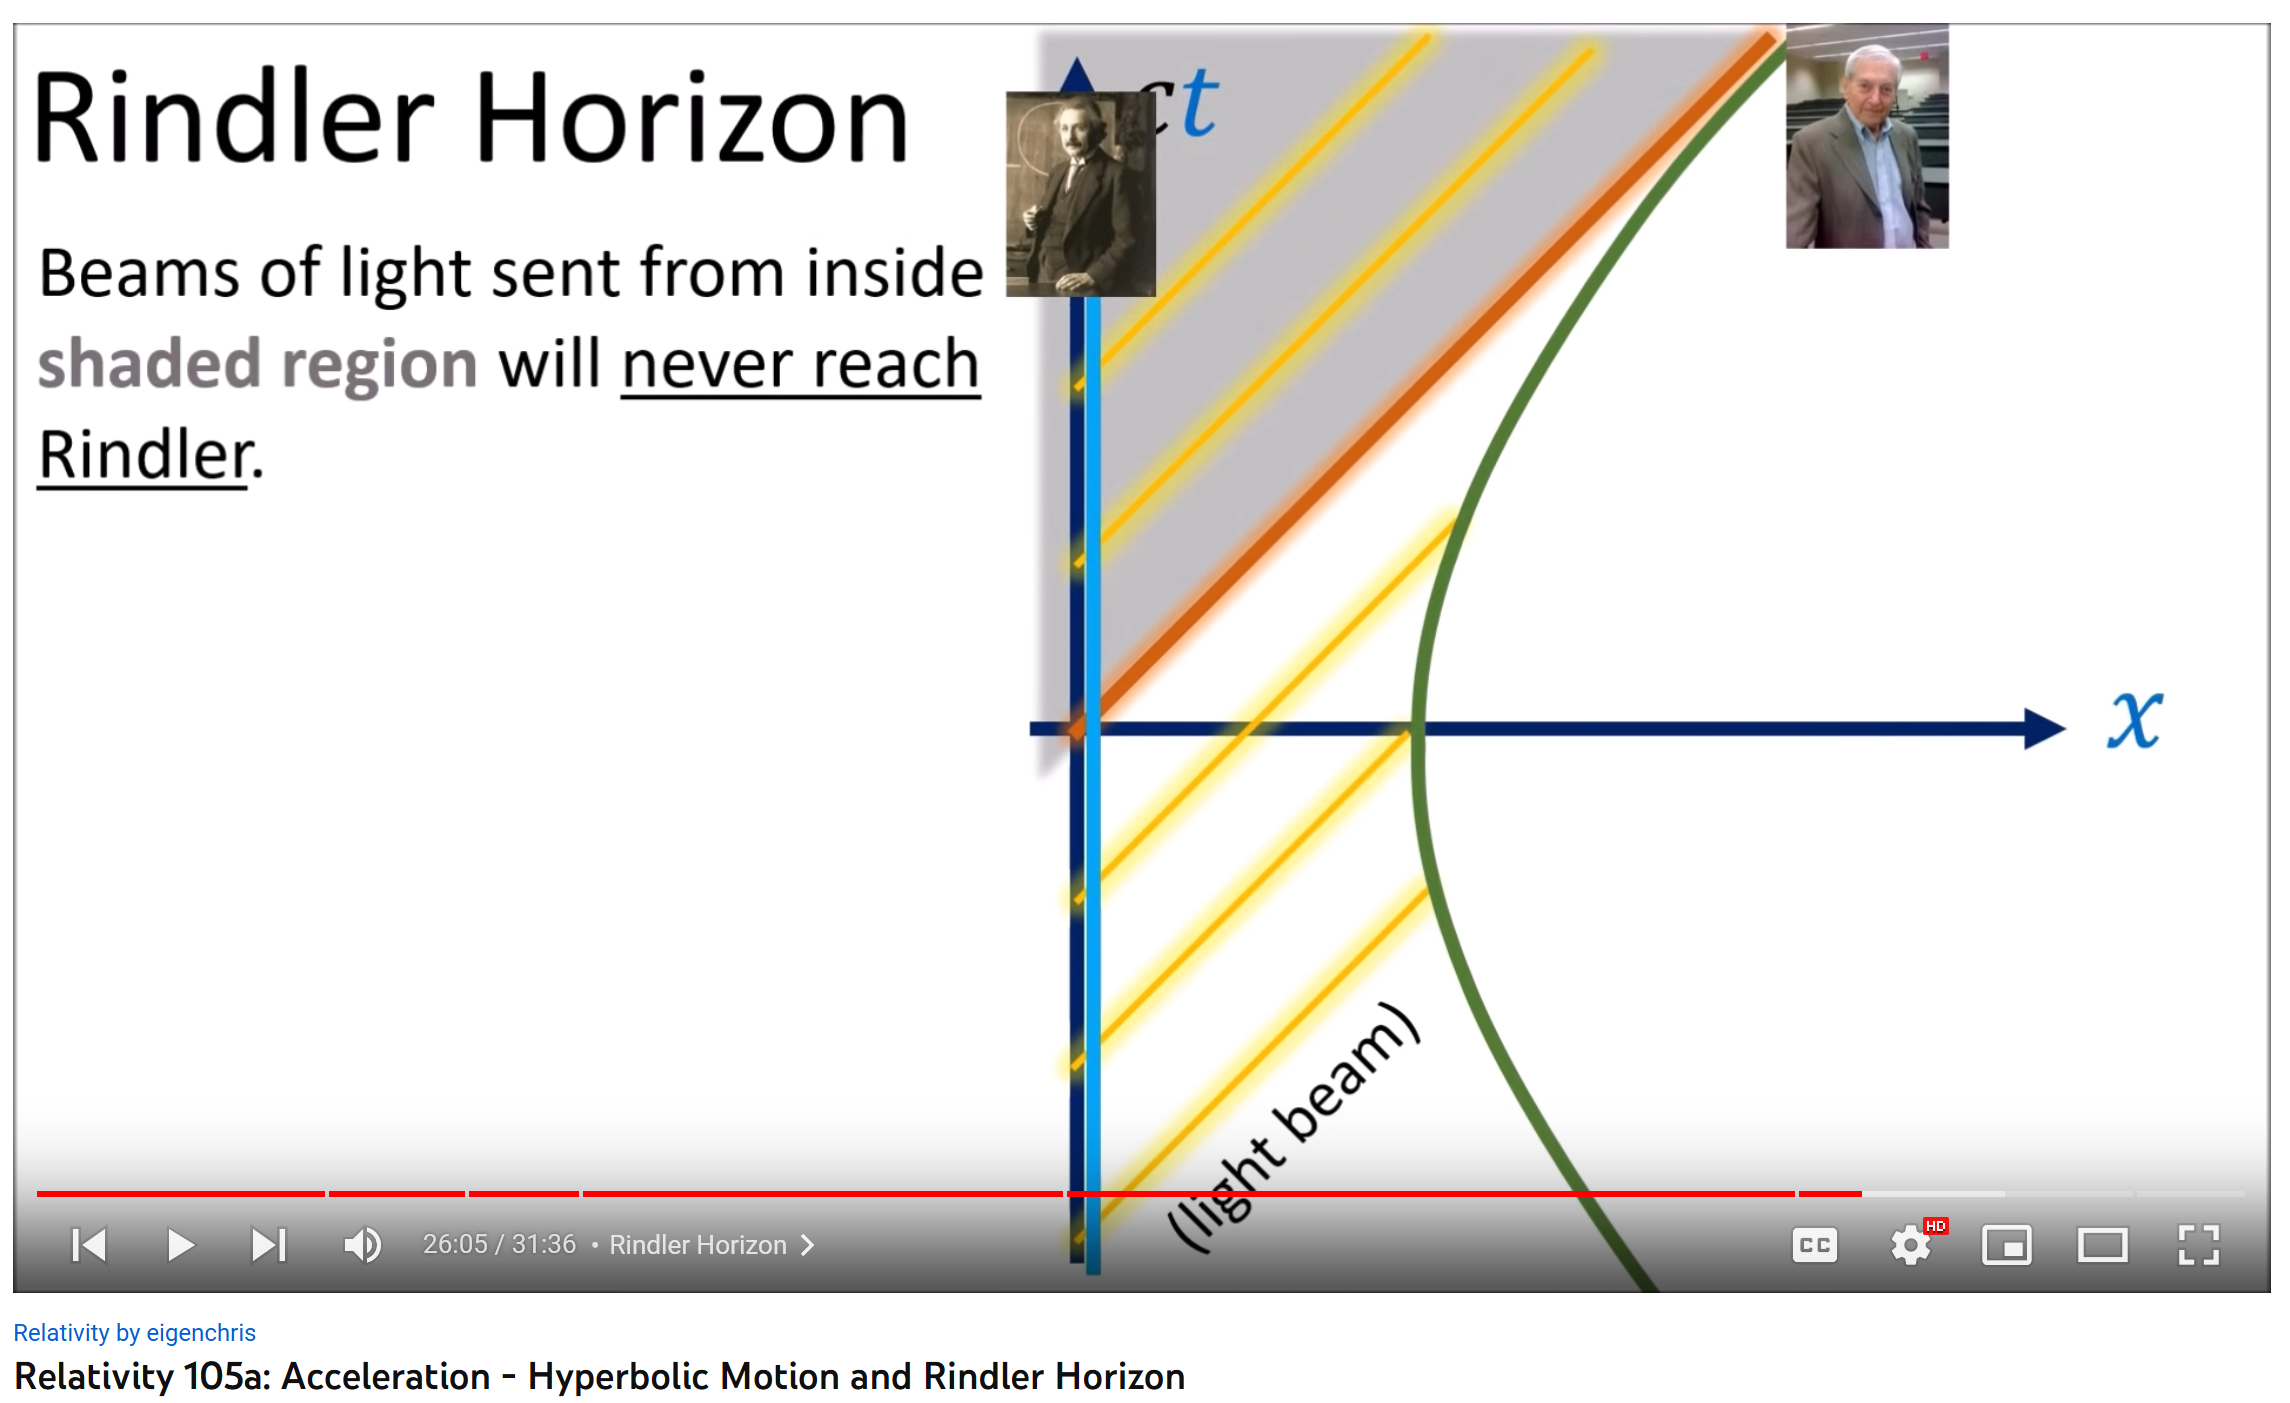 Rindler Horizon
ct
Beams of light sent from inside
shaded region will never reach
Rindler.
x
(light beam)
26:05 / 31:36 • Rindler Horizon
CC
HD
Relativity by eigenchris
Relativity 105a: Acceleration - Hyperbolic Motion and Rindler Horizon